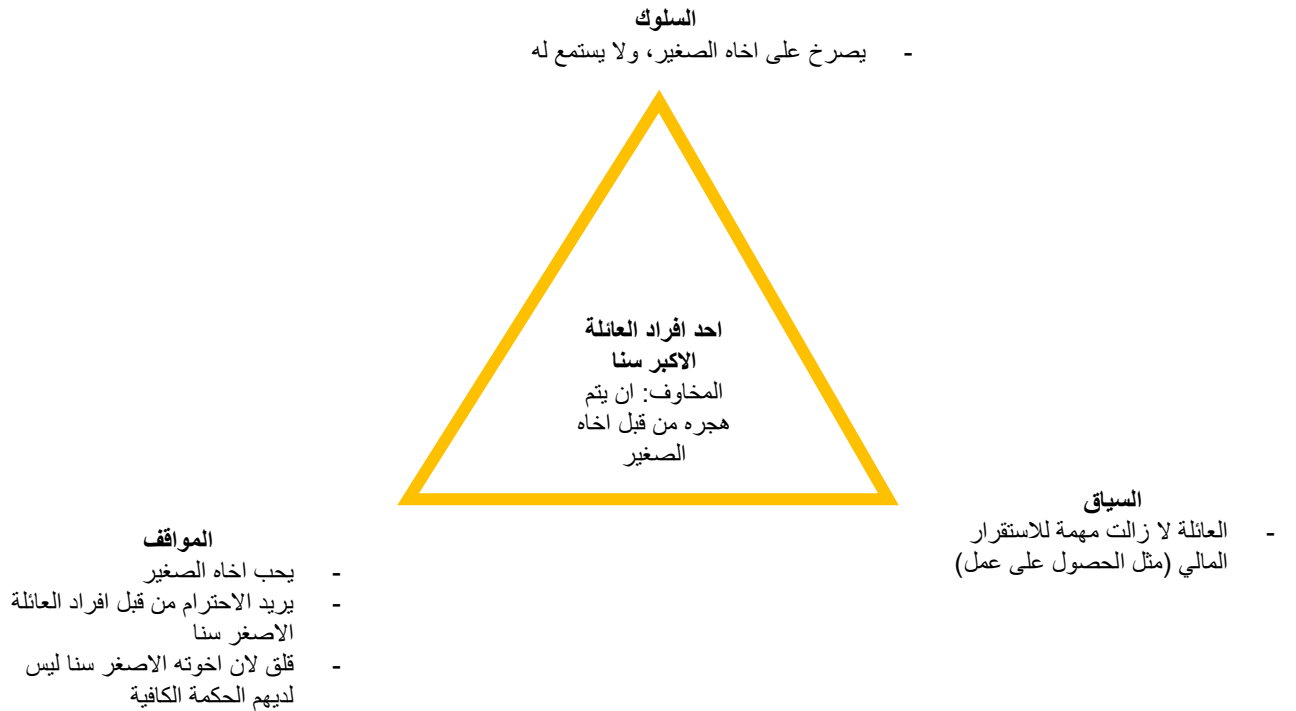 السلوك
- يصرخ على اخاه الصغير، ولا يستمع له
احد افراد العائلة
الاكبر سنا
المخاوف: ان يتم
هجره من قبل اخاه
الصغير
السياق
- العائلة لا زالت مهمة للاستقرار
المالي (مثل الحصول على عمل)
المواقف
- يحب اخاه الصغير
- يريد الاحترام من قبل افراد العائلة
الاصغر سنا
- قلق لان اخوته الاصغر سنا ليس
لديهم الحكمة الكافية